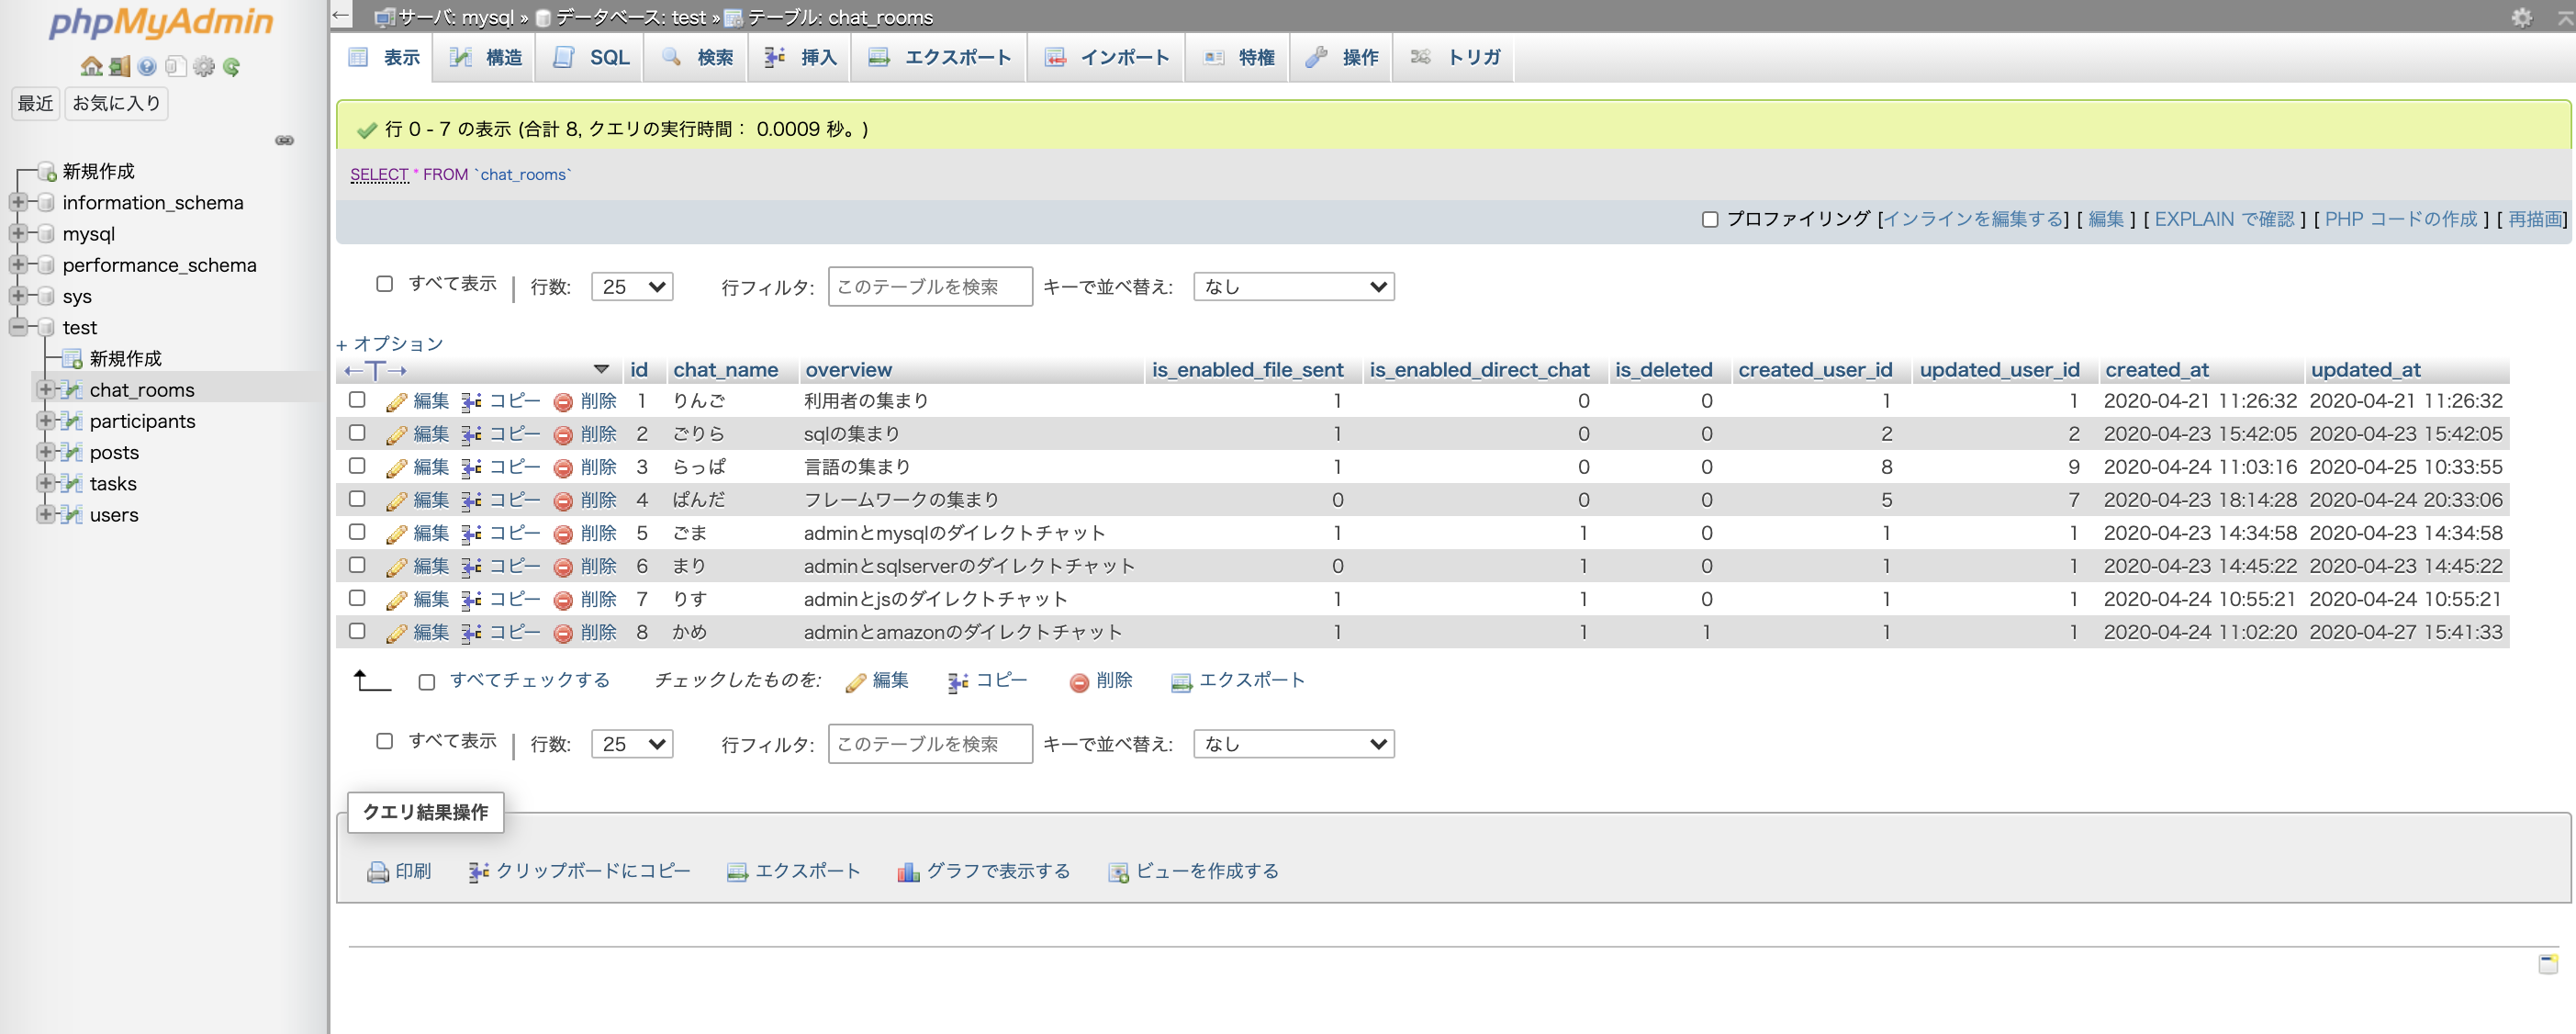 phpMyAdmin
最近 お気に入り
新規作成
information_schema
mysql
performance_schema
sys
test
新規作成
chat_rooms
participants
posts
tasks
users
サーバ: mysql » データベース: test » テーブル: chat_rooms
表示 構造 SQL 検索 挿入 エクスポート インポート 特権 操作 トリガ
行 0 - 7 の表示 (合計 8, クエリの実行時間： 0.0009 秒。)
SELECT * FROM `chat_rooms`
プロファイリング [インラインを編集する] [ 編集 ] [ EXPLAIN で確認 ] [ PHP コードの作成 ] [ 再描画]
すべて表示 | 行数: 25 行フィルタ: このテーブルを検索 キーで並べ替え: なし
+ オプション
←T→ id chat_name overview is_enabled_file_sent is_enabled_direct_chat is_deleted created_user_id updated_user_id created_at updated_at
編集 コピー 削除 1 りんご 利用者の集まり 1 0 0 1 1 2020-04-21 11:26:32 2020-04-21 11:26:32
編集 コピー 削除 2 ごりら sqlの集まり 1 0 0 2 2 2020-04-23 15:42:05 2020-04-23 15:42:05
編集 コピー 削除 3 らっぱ 言語の集まり 1 0 0 8 9 2020-04-24 11:03:16 2020-04-25 10:33:55
編集 コピー 削除 4 ぱんだ フレームワークの集まり 0 0 0 5 7 2020-04-23 18:14:28 2020-04-24 20:33:06
編集 コピー 削除 5 ごま adminとmysqlのダイレクトチャット 1 1 0 1 1 2020-04-23 14:34:58 2020-04-23 14:34:58
編集 コピー 削除 6 まり adminとsqlserverのダイレクトチャット 0 1 0 1 1 2020-04-23 14:45:22 2020-04-23 14:45:22
編集 コピー 削除 7 りす adminとjsのダイレクトチャット 1 1 0 1 1 2020-04-24 10:55:21 2020-04-24 10:55:21
編集 コピー 削除 8 かめ adminとamazonのダイレクトチャット 1 1 1 1 1 2020-04-24 11:02:20 2020-04-27 15:41:33
すべてチェックする チェックしたものを: 編集 コピー 削除 エクスポート
すべて表示 | 行数: 25 行フィルタ: このテーブルを検索 キーで並べ替え: なし
クエリ結果操作
印刷 クリップボードにコピー エクスポート グラフで表示する ビューを作成する